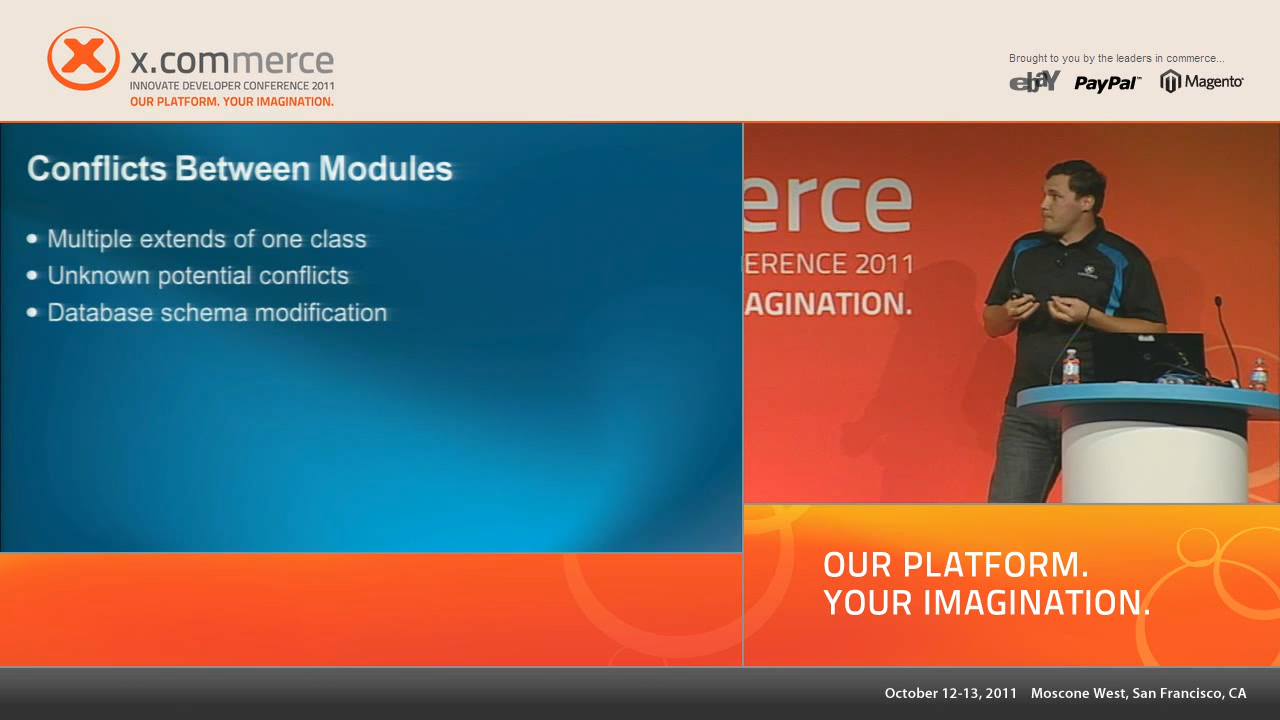 x.commerce
INNOVATE DEVELOPER CONFERENCE 2011
OUR PLATFORM. YOUR IMAGINATION.
Brought to you by the leaders in commerce...
ebaY
PayPal™
Magento®
Conflicts Between Modules
• Multiple extends of one class
• Unknown potential conflicts
• Database schema modification
erce
ERENCE 2011
AGINATION.
OUR PLATFORM.
YOUR IMAGINATION.
October 12-13, 2011 Moscone West, San Francisco, CA